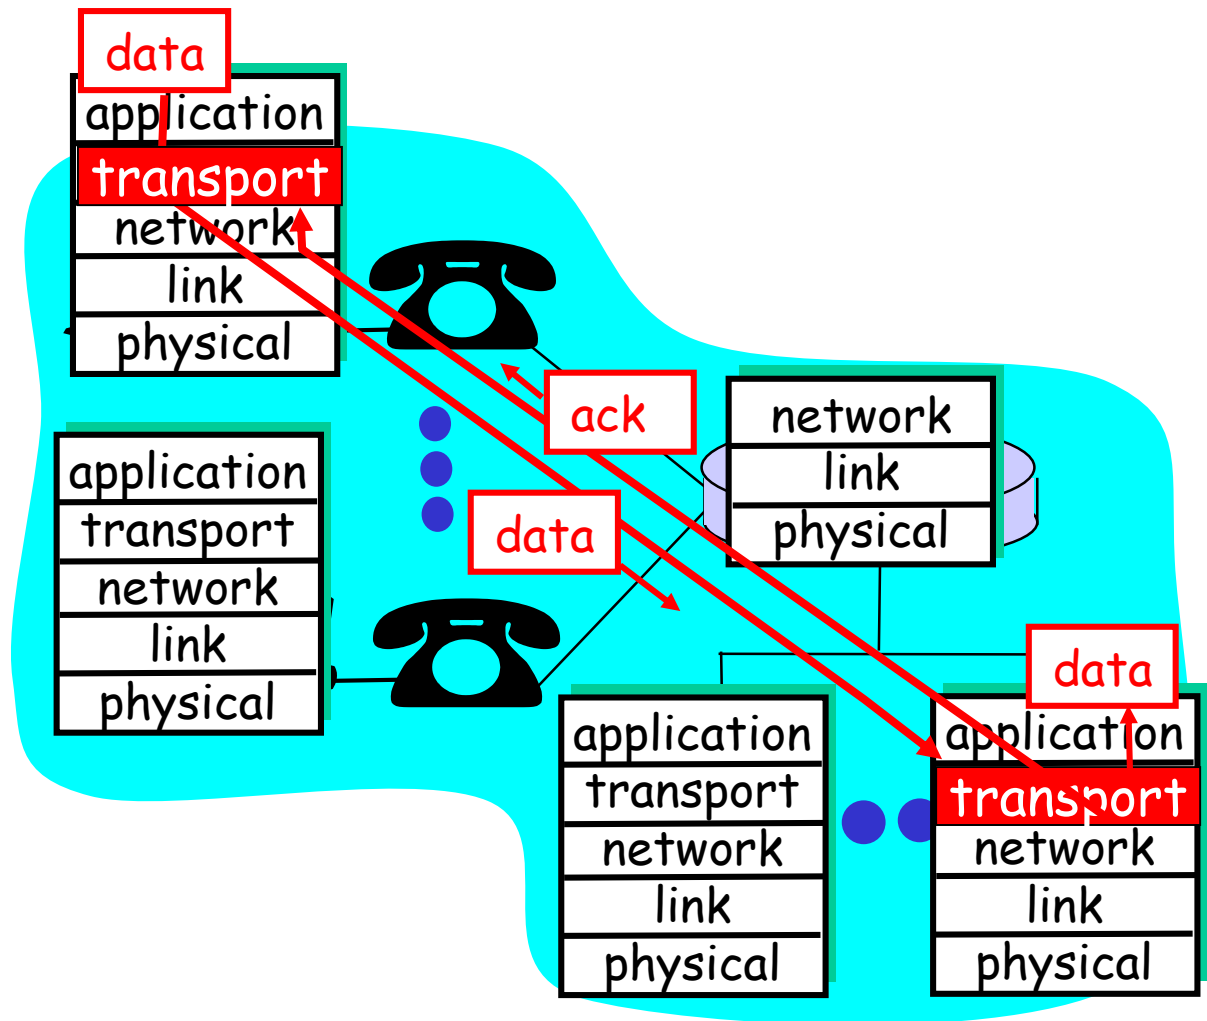 data
application
transport
network
link
physical
ack
network
link
physical
application
transport
network
link
physical
data
data
application
transport
network
link
physical
application
transport
network
link
physical